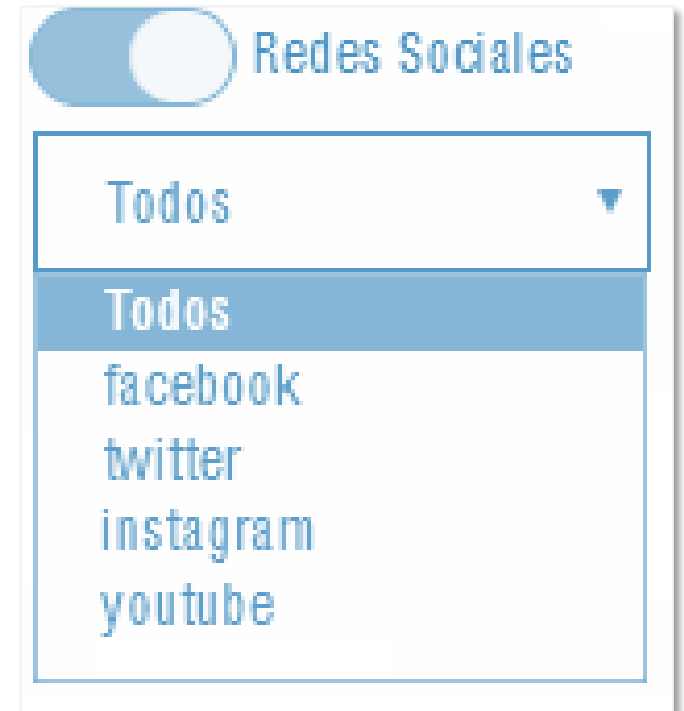 Redes Sociales
Todos
Todos
facebook
twitter
instagram
youtube